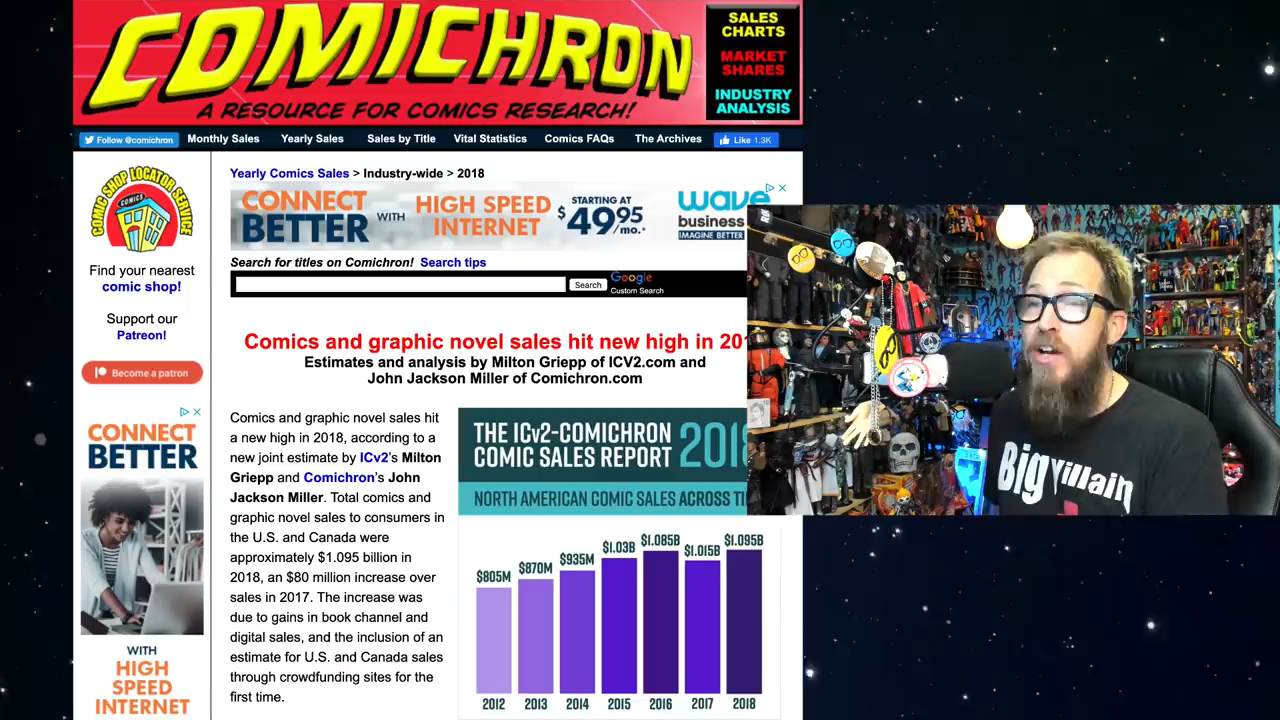 COMICHRON
A RESOURCE FOR COMICS RESEARCH!
SALES
CHARTS
MARKET
SHARES
INDUSTRY
ANALYSIS
Follow @comichron Monthly Sales Yearly Sales Sales by Title Vital Statistics Comics FAQs The Archives Like 1.3K
COMIC SHOP LOCATOR SERVICE
COMICS
Find your nearest
comic shop!
Support our
Patreon!
Become a patron
CONNECT
BETTER
WITH
HIGH
SPEED
INTERNET
Yearly Comics Sales > Industry-wide > 2018
CONNECT
BETTER WITH HIGH SPEED
INTERNET
STARTING AT
$49.95/mo.*
wave
business
IMAGINE BETTER
Search for titles on Comichron! Search tips
Search
Google
Custom Search
Comics and graphic novel sales hit new high in 201
Estimates and analysis by Milton Griepp of ICV2.com and
John Jackson Miller of Comichron.com
Comics and graphic novel sales hit
a new high in 2018, according to a
new joint estimate by ICv2's Milton
Griepp and Comichron's John
Jackson Miller. Total comics and
graphic novel sales to consumers in
the U.S. and Canada were
approximately $1.095 billion in
2018, an $80 million increase over
sales in 2017. The increase was
due to gains in book channel and
digital sales, and the inclusion of an
estimate for U.S. and Canada sales
through crowdfunding sites for the
first time.
THE ICv2-COMICHRON
COMIC SALES REPORT 2018
NORTH AMERICAN COMIC SALES ACROSS TI
$805M $870M $935M $1.03B $1.085B $1.015B $1.095B
2012 2013 2014 2015 2016 2017 2018
Big Villain